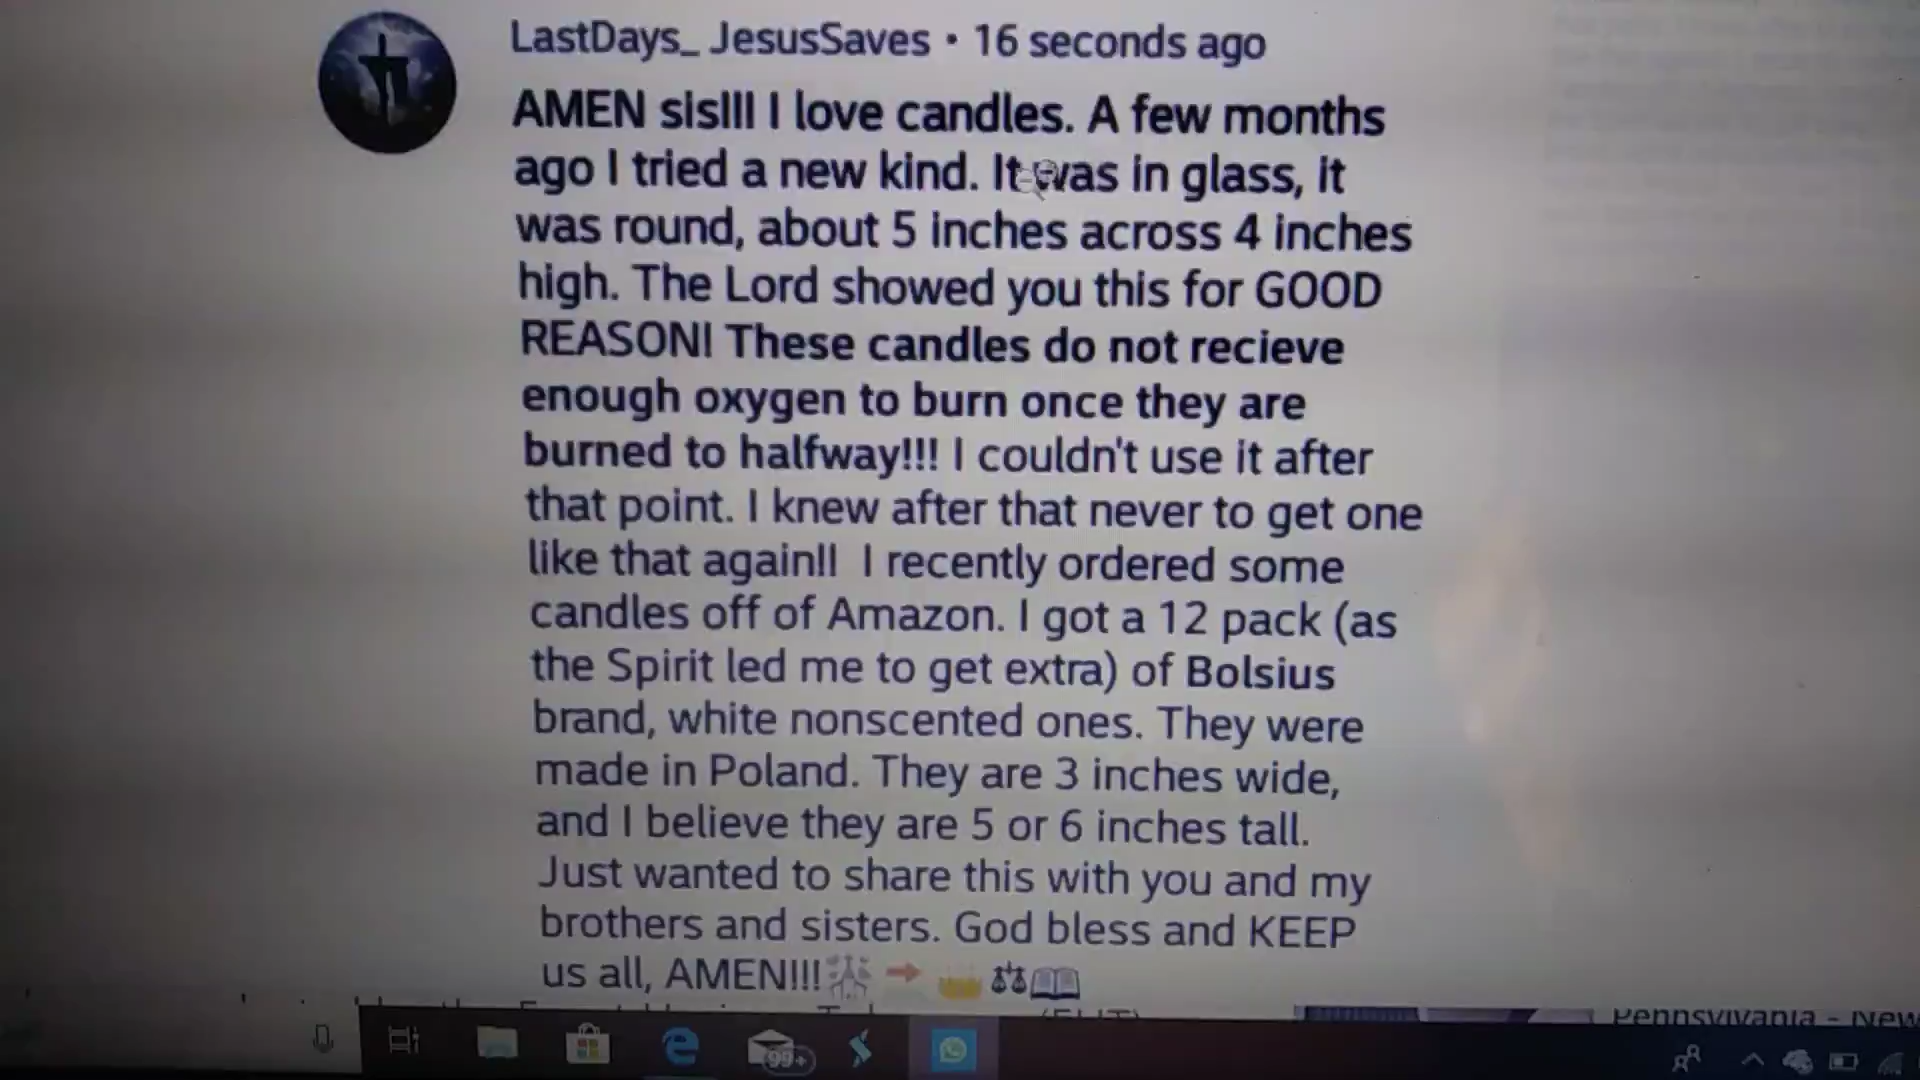 LastDays_ JesusSaves • 16 seconds ago
AMEN sis!!! I love candles. A few months
ago I tried a new kind. It was in glass, it
was round, about 5 inches across 4 inches
high. The Lord showed you this for GOOD
REASON! These candles do not recieve
enough oxygen to burn once they are
burned to halfway!!! I couldn't use it after
that point. I knew after that never to get one
like that again!! I recently ordered some
candles off of Amazon. I got a 12 pack (as
the Spirit led me to get extra) of Bolsius
brand, white nonscented ones. They were
made in Poland. They are 3 inches wide,
and I believe they are 5 or 6 inches tall.
Just wanted to share this with you and my
brothers and sisters. God bless and KEEP
us all, AMEN!!!
Pennsylvania - New
99+